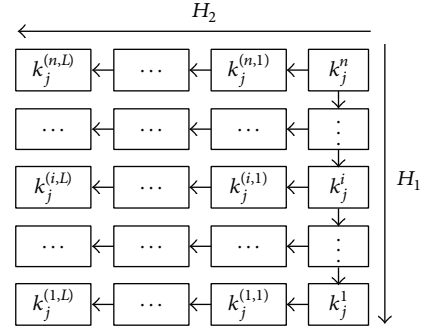 H_2
k_j^{(n,L)} ⋯ k_j^{(n,1)} k_j^n
⋯ ⋯ ⋯ ⋮
k_j^{(i,L)} ⋯ k_j^{(i,1)} k_j^i H_1
⋯ ⋯ ⋯ ⋮
k_j^{(1,L)} ⋯ k_j^{(1,1)} k_j^1